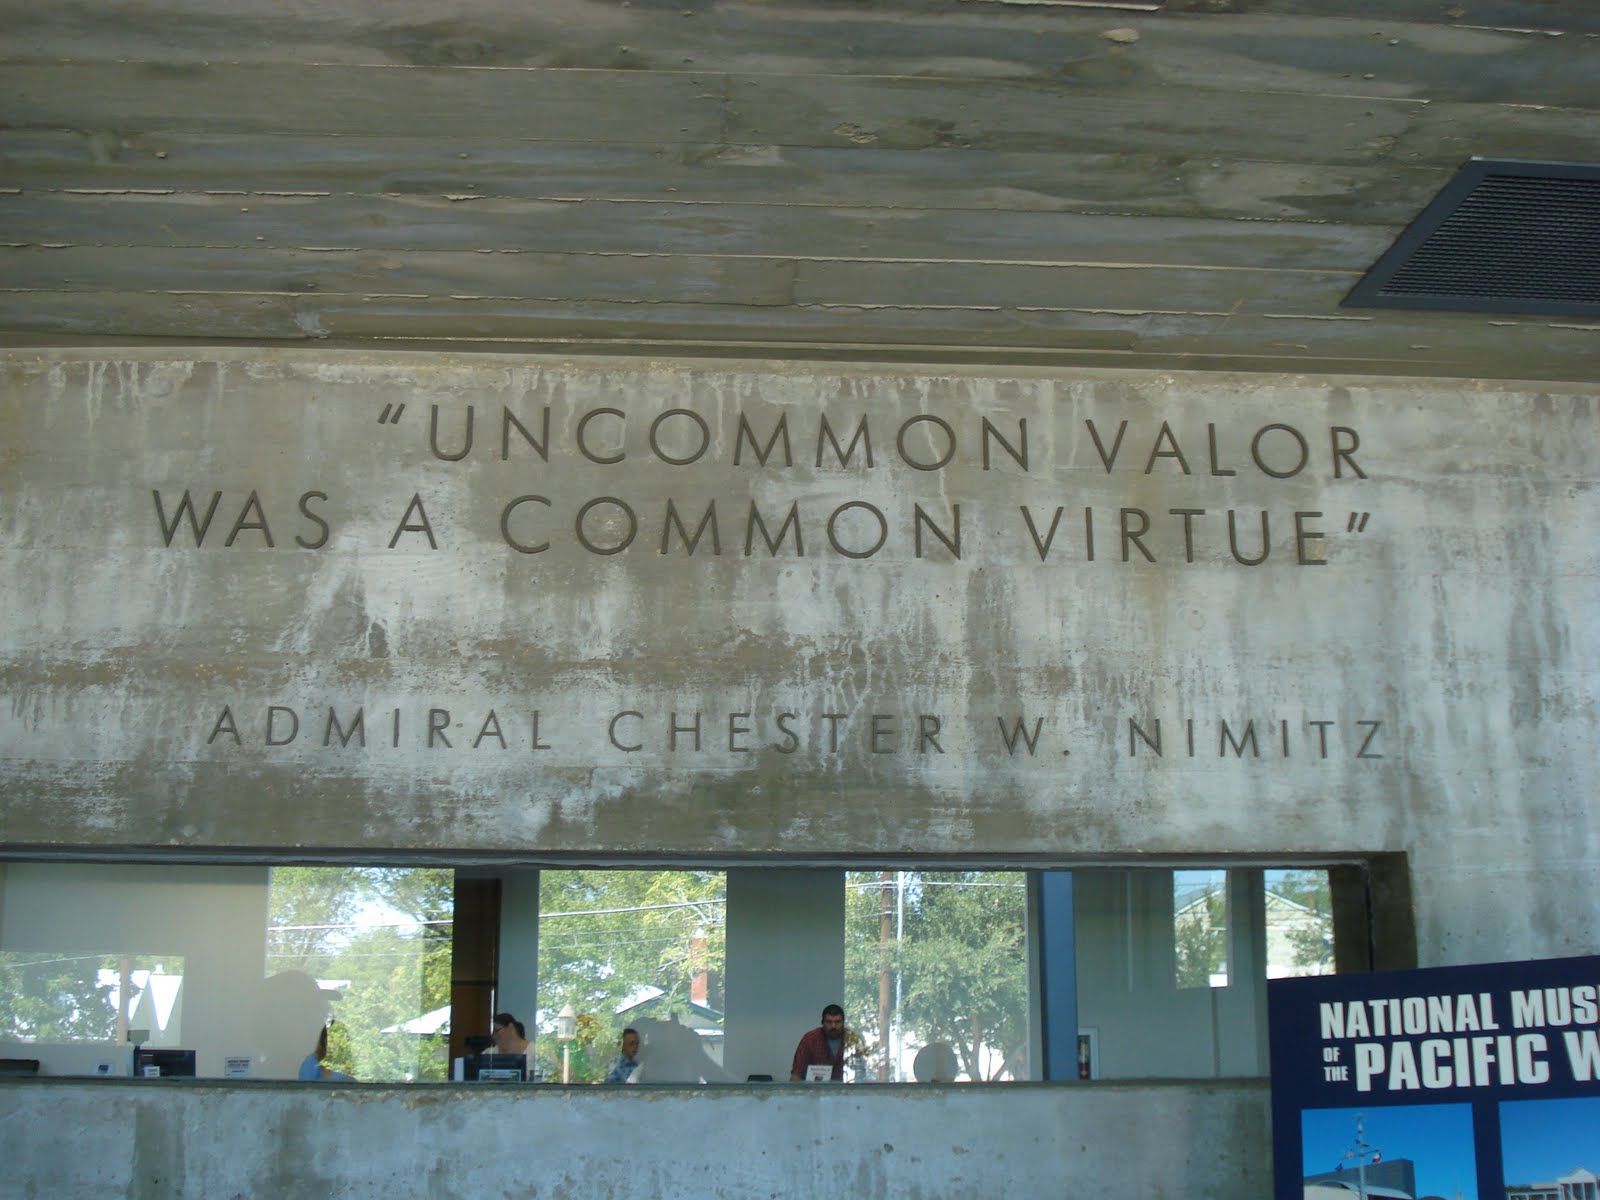 "UNCOMMON VALOR
WAS A COMMON VIRTUE"
ADMIRAL CHESTER W. NIMITZ
NATIONAL MUS
OF THE PACIFIC W